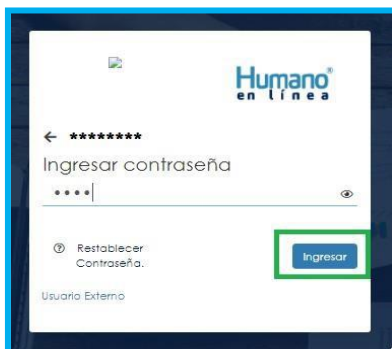 Humano®
en línea
← ********
Ingresar contraseña
••••
Restablecer
Contraseña.
Ingresar
Usuario Externo